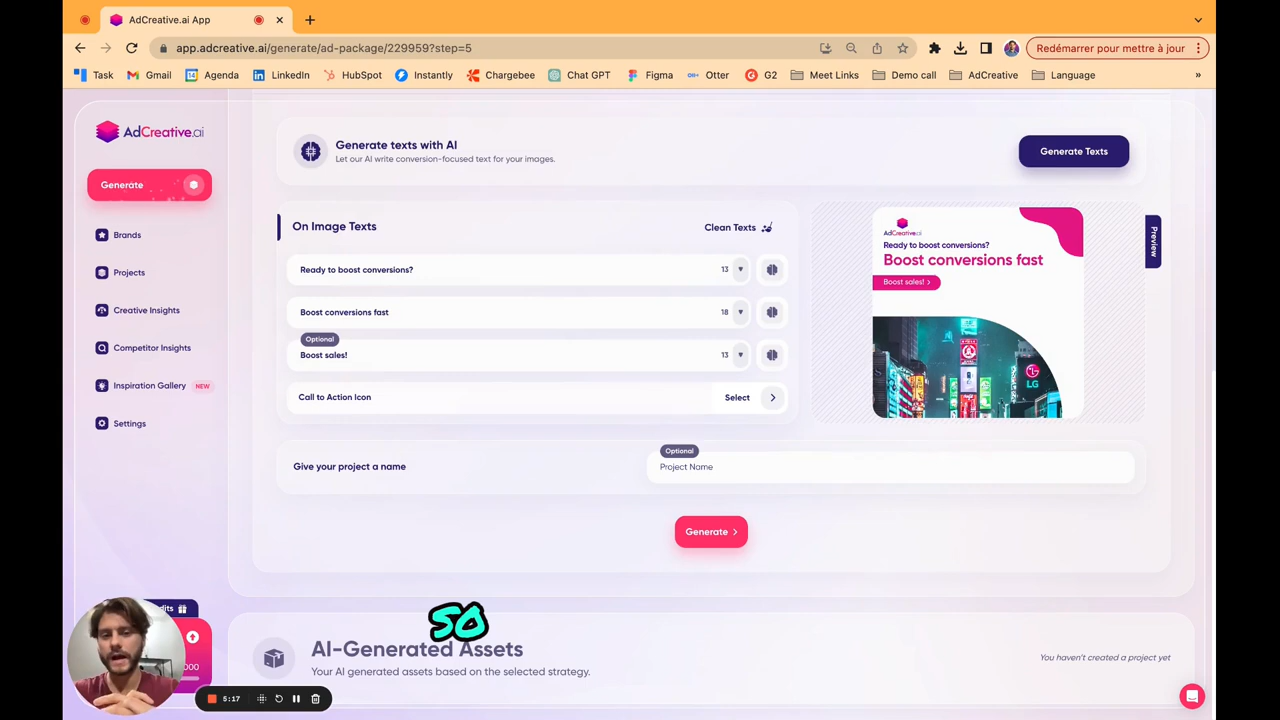 AdCreative.ai App
app.adcreative.ai/generate/ad-package/229959?step=5
Redémarrer pour mettre à jour
Task
Gmail
14
Agenda
LinkedIn
HubSpot
Instantly
Chargebee
Chat GPT
Figma
Otter
G2
Meet Links
Demo call
AdCreative
Language
»
AdCreative.ai
Generate
Brands
Projects
Creative Insights
Competitor Insights
Inspiration Gallery NEW
Settings
Generate texts with AI
Let our AI write conversion-focused text for your images.
Generate Texts
On Image Texts
Clean Texts
Ready to boost conversions? 13
Boost conversions fast 18
Optional
Boost sales! 13
Call to Action Icon
Select
AdCreative.ai
Ready to boost conversions?
Boost conversions fast
Boost sales!
LG
Preview
Give your project a name
Optional
Project Name
Generate
SO
AI-Generated Assets
Your AI generated assets based on the selected strategy.
You haven't created a project yet
5:17